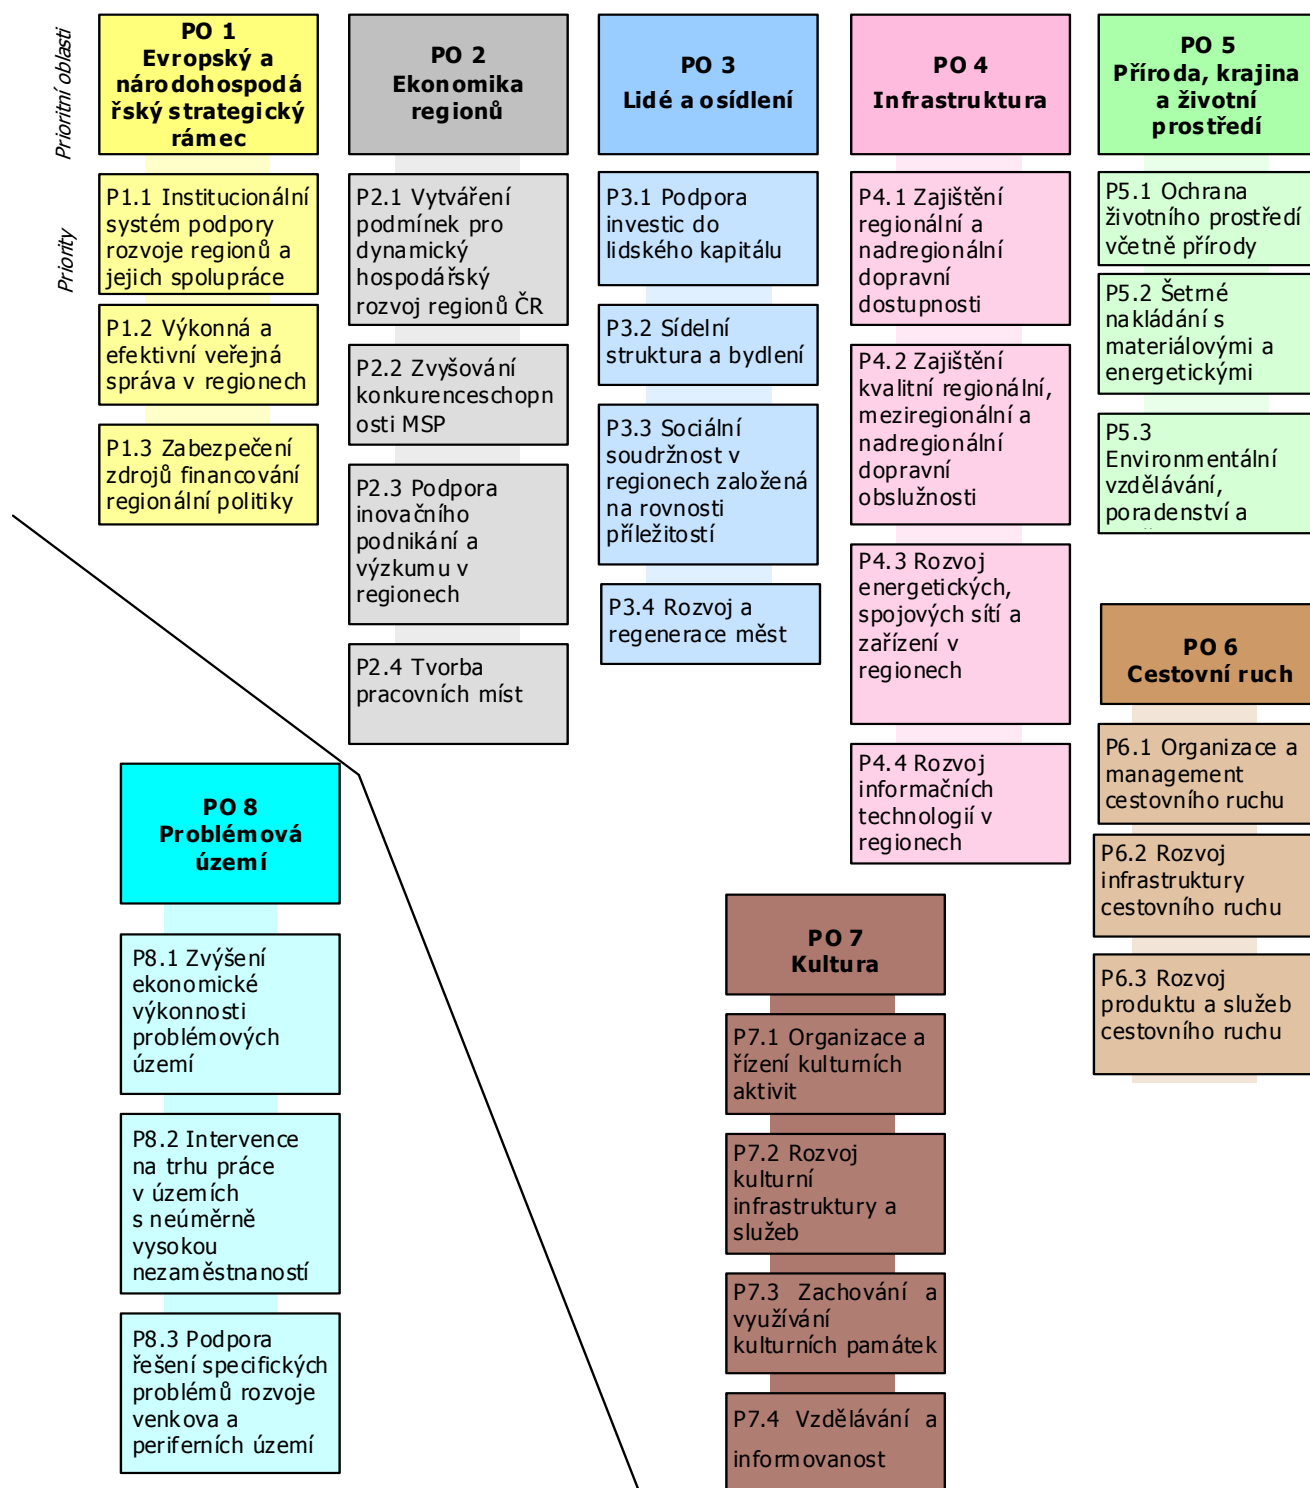 Prioritní oblasti
Priority
PO 1
Evropský a
národohospodá
řský strategický
rámec
P1.1 Institucionální
systém podpory
rozvoje regionů a
jejich spolupráce
P1.2 Výkonná a
efektivní veřejná
správa v regionech
P1.3 Zabezpečení
zdrojů financování
regionální politiky
PO 2
Ekonomika
regionů
P2.1 Vytváření
podmínek pro
dynamický
hospodářský
rozvoj regionů ČR
P2.2 Zvyšování
konkurenceschopn
osti MSP
P2.3 Podpora
inovačního
podnikání a
výzkumu v
regionech
P2.4 Tvorba
pracovních míst
PO 3
Lidé a osídlení
P3.1 Podpora
investic do
lidského kapitálu
P3.2 Sídelní
struktura a bydlení
P3.3 Sociální
soudržnost v
regionech založená
na rovnosti
příležitostí
P3.4 Rozvoj a
regenerace měst
PO 4
Infrastruktura
P4.1 Zajištění
regionální a
nadregionální
dopravní
dostupnosti
P4.2 Zajištění
kvalitní regionální,
meziregionální a
nadregionální
dopravní
obslužnosti
P4.3 Rozvoj
energetických,
spojových sítí a
zařízení v
regionech
P4.4 Rozvoj
informačních
technologií v
regionech
PO 5
Příroda, krajina
a životní
prostředí
P5.1 Ochrana
životního prostředí
včetně přírody
P5.2 Šetrné
nakládání s
materiálovými a
energetickými
P5.3
Environmentální
vzdělávání,
poradenství a
PO 6
Cestovní ruch
P6.1 Organizace a
management
cestovního ruchu
P6.2 Rozvoj
infrastruktury
cestovního ruchu
P6.3 Rozvoj
produktu a služeb
cestovního ruchu
PO 7
Kultura
P7.1 Organizace a
řízení kulturních
aktivit
P7.2 Rozvoj
kulturní
infrastruktury a
služeb
P7.3 Zachování a
využívání
kulturních památek
P7.4 Vzdělávání a
informovanost
PO 8
Problémová
území
P8.1 Zvýšení
ekonomické
výkonnosti
problémových
území
P8.2 Intervence
na trhu práce
v územích
s neúměrně
vysokou
nezaměstnaností
P8.3 Podpora
řešení specifických
problémů rozvoje
venkova a
periferních území